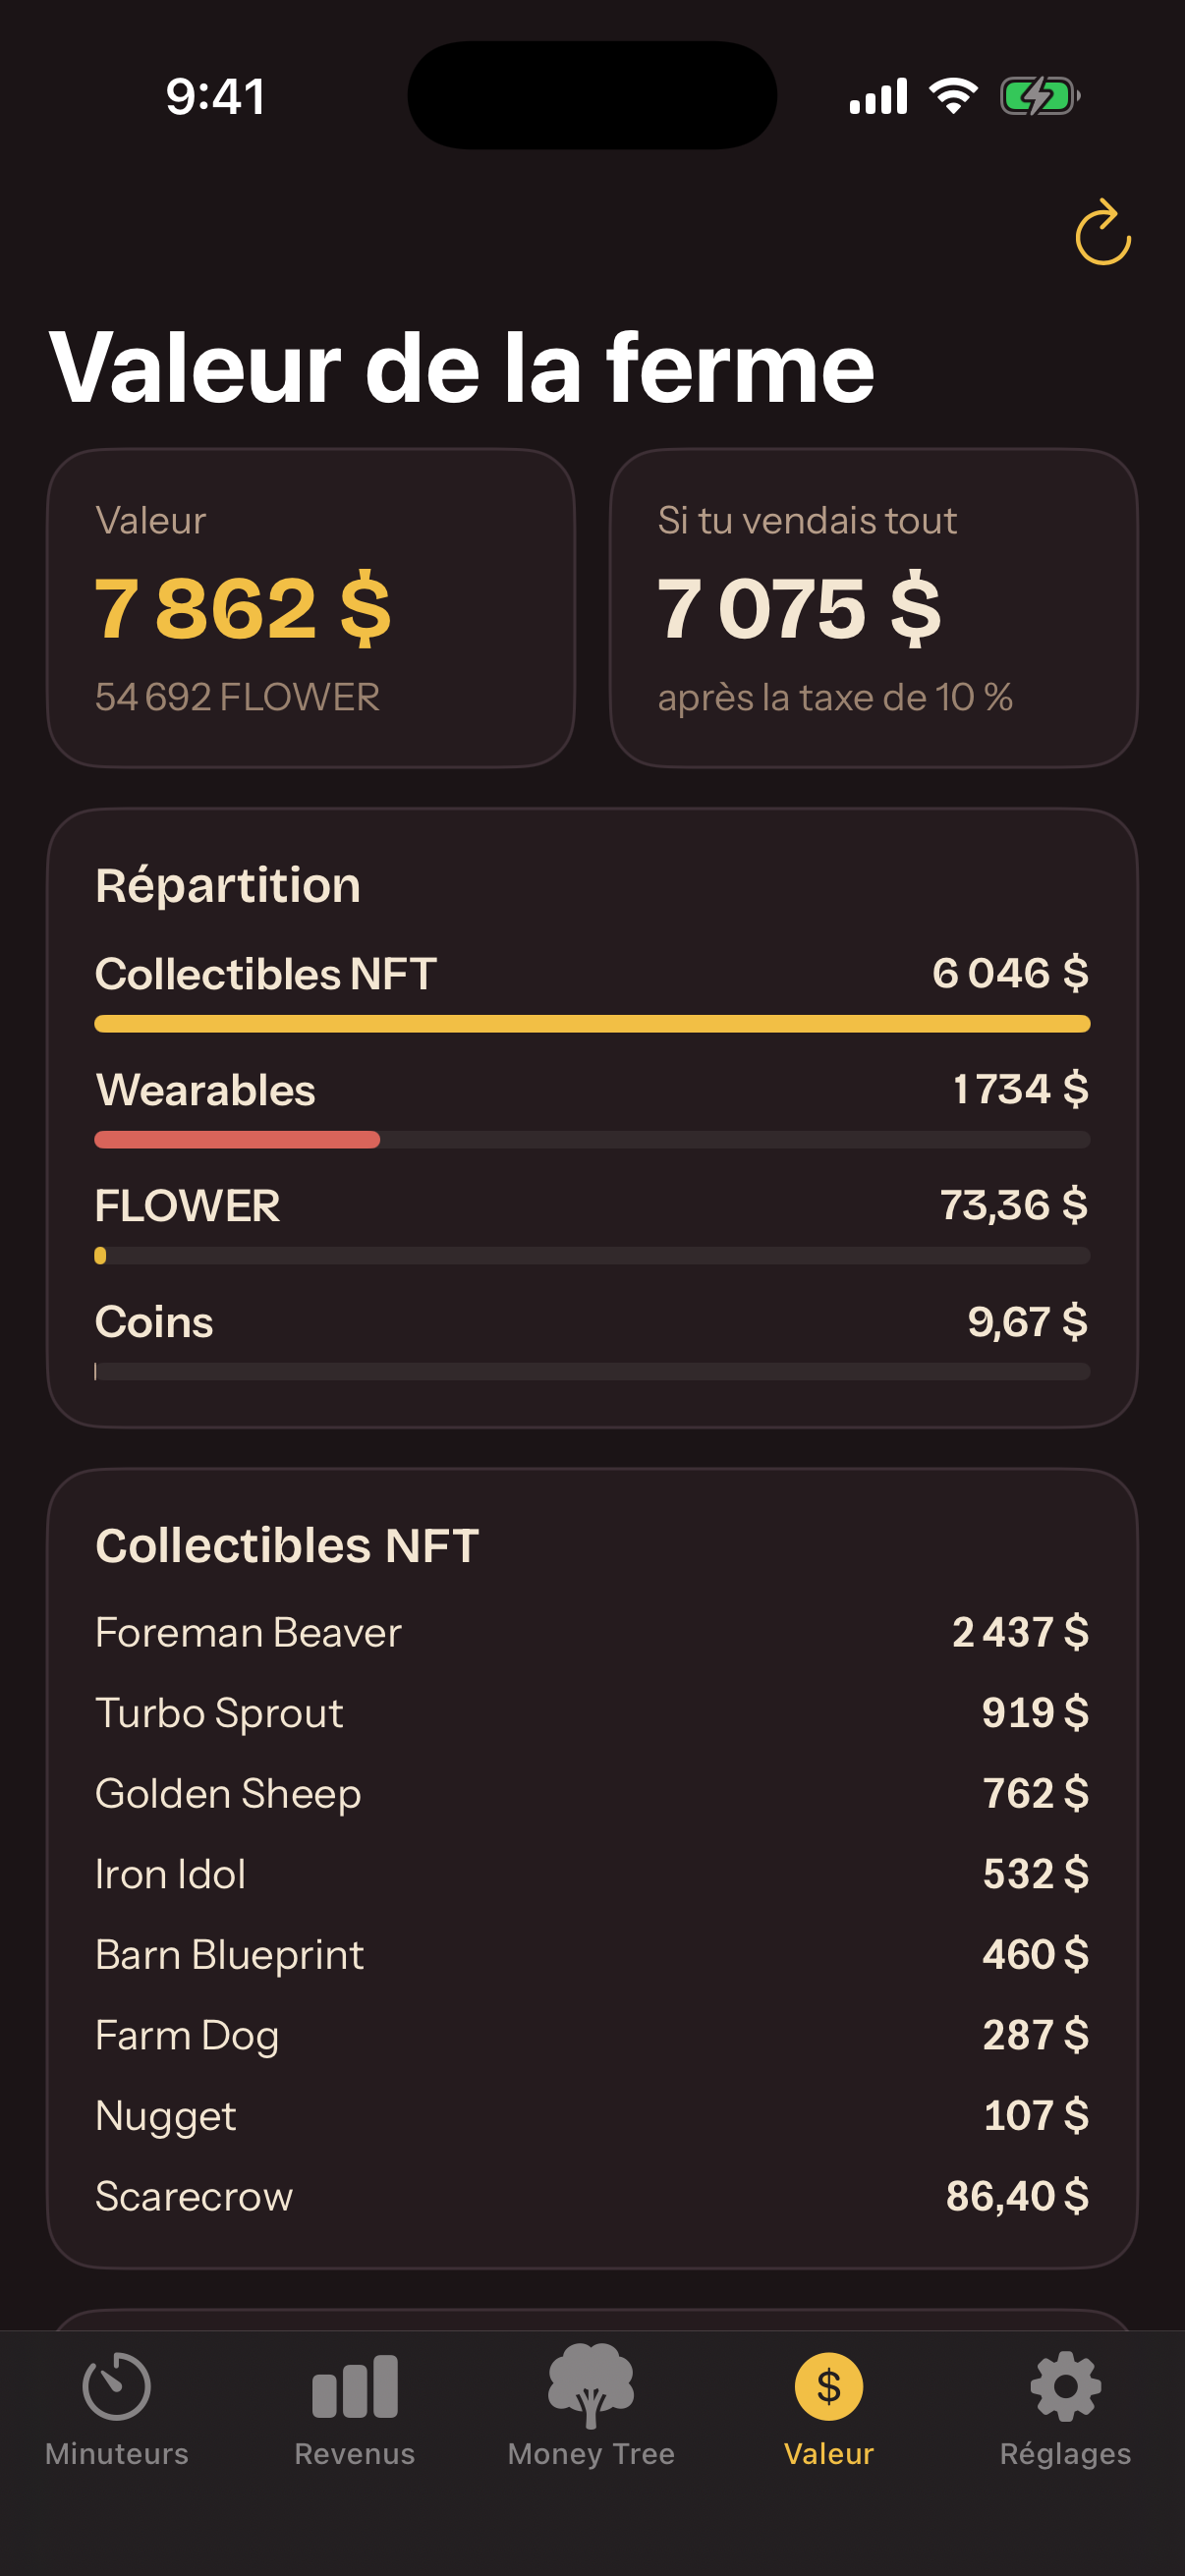 9:41
Valeur de la ferme
Valeur
7 862 $
54 692 FLOWER
Si tu vendais tout
7 075 $
après la taxe de 10 %
Répartition
Collectibles NFT 6 046 $
Wearables 1 734 $
FLOWER 73,36 $
Coins 9,67 $
Collectibles NFT
Foreman Beaver 2 437 $
Turbo Sprout 919 $
Golden Sheep 762 $
Iron Idol 532 $
Barn Blueprint 460 $
Farm Dog 287 $
Nugget 107 $
Scarecrow 86,40 $
$
Minuteurs Revenus Money Tree Valeur Réglages